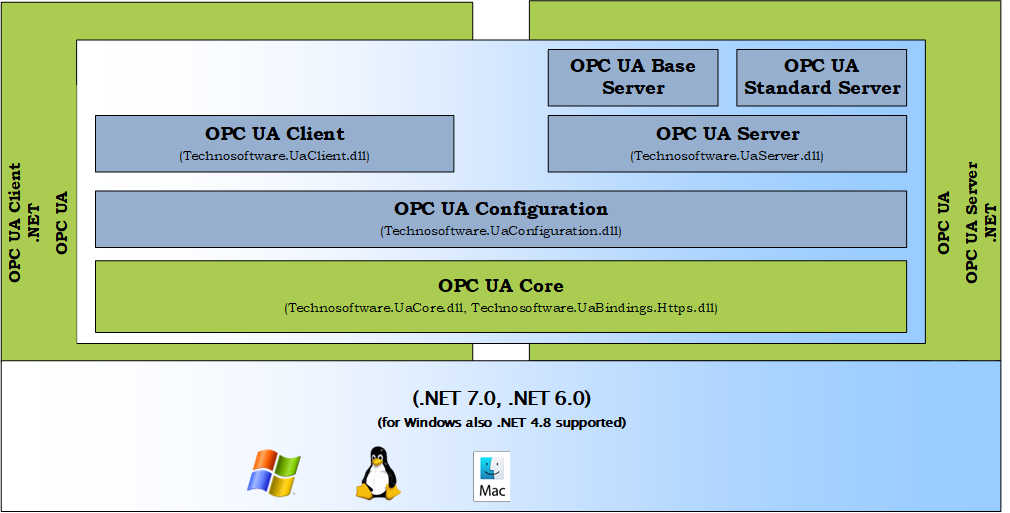 OPC UA Base
Server
OPC UA
Standard Server
OPC UA Client
(Technosoftware.UaClient.dll)
OPC UA Server
(Technosoftware.UaServer.dll)
OPC UA Client
.NET
OPC UA
OPC UA Configuration
(Technosoftware.UaConfiguration.dll)
OPC UA
OPC UA Server
.NET
OPC UA Core
(Technosoftware.UaCore.dll, Technosoftware.UaBindings.Https.dll)
(.NET 7.0, .NET 6.0)
(for Windows also .NET 4.8 supported)
Mac